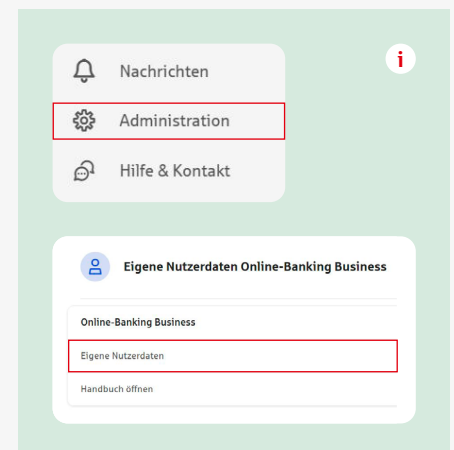 Nachrichten
i
Administration
Hilfe & Kontakt
Eigene Nutzerdaten Online-Banking Business
Online-Banking Business
Eigene Nutzerdaten
Handbuch öffnen